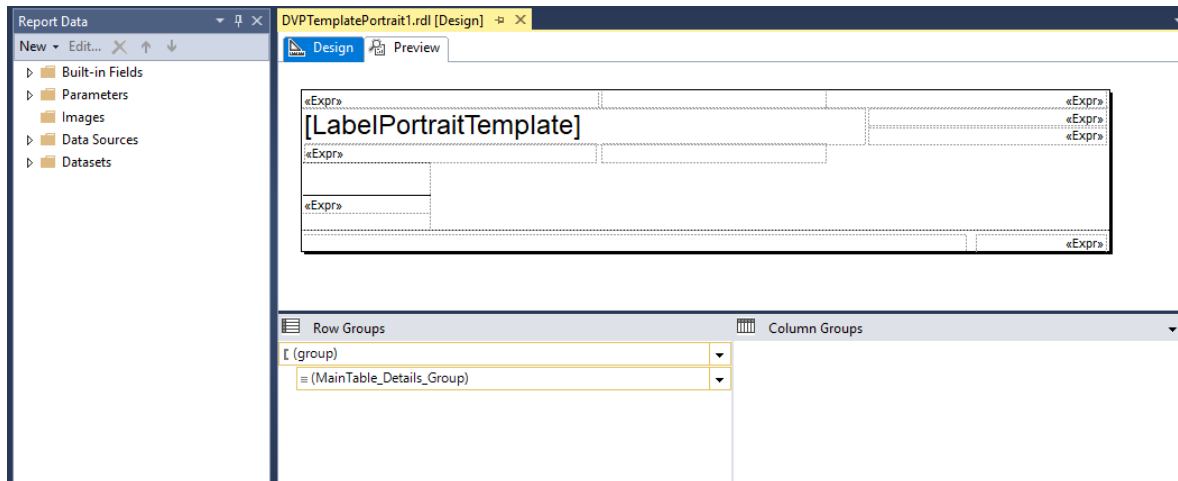 Report Data
New Edit...
Built-in Fields
Parameters
Images
Data Sources
Datasets
DVPTemplatePortrait1.rdl [Design]
Design Preview
«Expr» «Expr»
[LabelPortraitTemplate] «Expr»
«Expr»
«Expr»
«Expr»
«Expr»
Row Groups Column Groups
(group)
(MainTable_Details_Group)